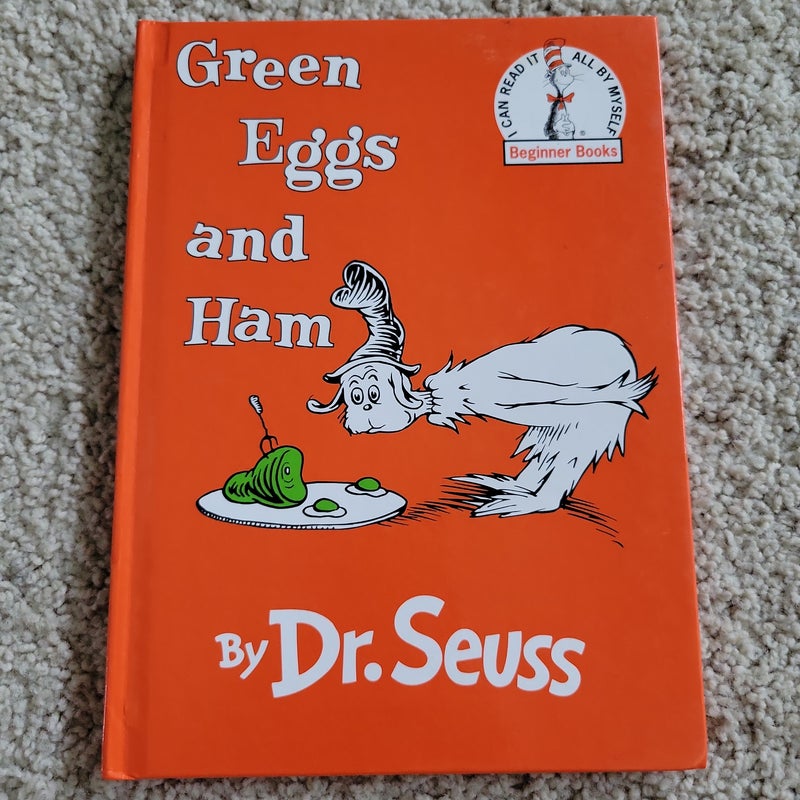 Green
Eggs
and
Ham
I CAN READ IT ALL BY MYSELF
®
Beginner Books
By Dr. Seuss